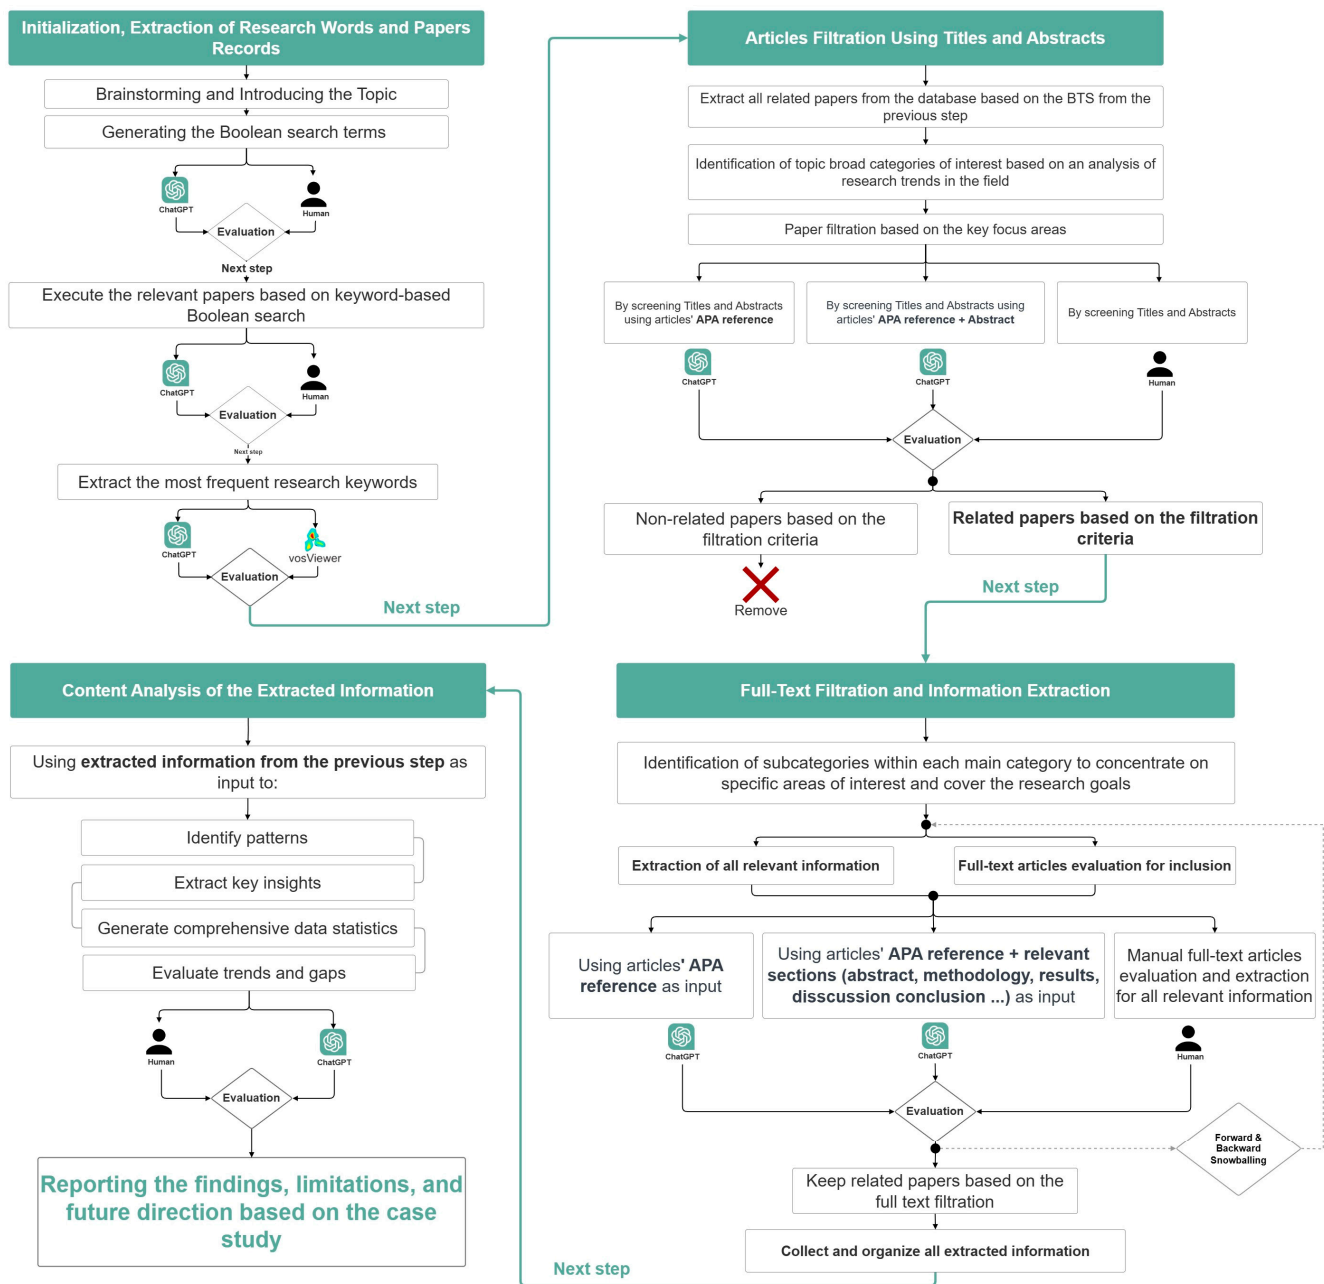 Initialization, Extraction of Research Words and Papers
Records
Brainstorming and Introducing the Topic
Generating the Boolean search terms
ChatGPT
Human
Evaluation
Next step
Execute the relevant papers based on keyword-based
Boolean search
ChatGPT
Human
Evaluation
Next step
Extract the most frequent research keywords
ChatGPT
vosViewer
Evaluation
Next step
Articles Filtration Using Titles and Abstracts
Extract all related papers from the database based on the BTS from the
previous step
Identification of topic broad categories of interest based on an analysis of
research trends in the field
Paper filtration based on the key focus areas
By screening Titles and Abstracts
using articles' APA reference
By screening Titles and Abstracts using
articles' APA reference + Abstract
By screening Titles and Abstracts
ChatGPT
ChatGPT
Human
Evaluation
Non-related papers based on the
filtration criteria
Remove
Related papers based on the filtration
criteria
Next step
Full-Text Filtration and Information Extraction
Identification of subcategories within each main category to concentrate on
specific areas of interest and cover the research goals
Extraction of all relevant information
Full-text articles evaluation for inclusion
Using articles' APA
reference as input
Using articles' APA reference + relevant
sections (abstract, methodology, results,
disscussion conclusion ...) as input
Manual full-text articles
evaluation and extraction
for all relevant information
ChatGPT
ChatGPT
Human
Evaluation
Forward &
Backward
Snowballing
Keep related papers based on the
full text filtration
Collect and organize all extracted information
Next step
Content Analysis of the Extracted Information
Using extracted information from the previous step as
input to:
Identify patterns
Extract key insights
Generate comprehensive data statistics
Evaluate trends and gaps
Human
ChatGPT
Evaluation
Reporting the findings, limitations, and
future direction based on the case
study